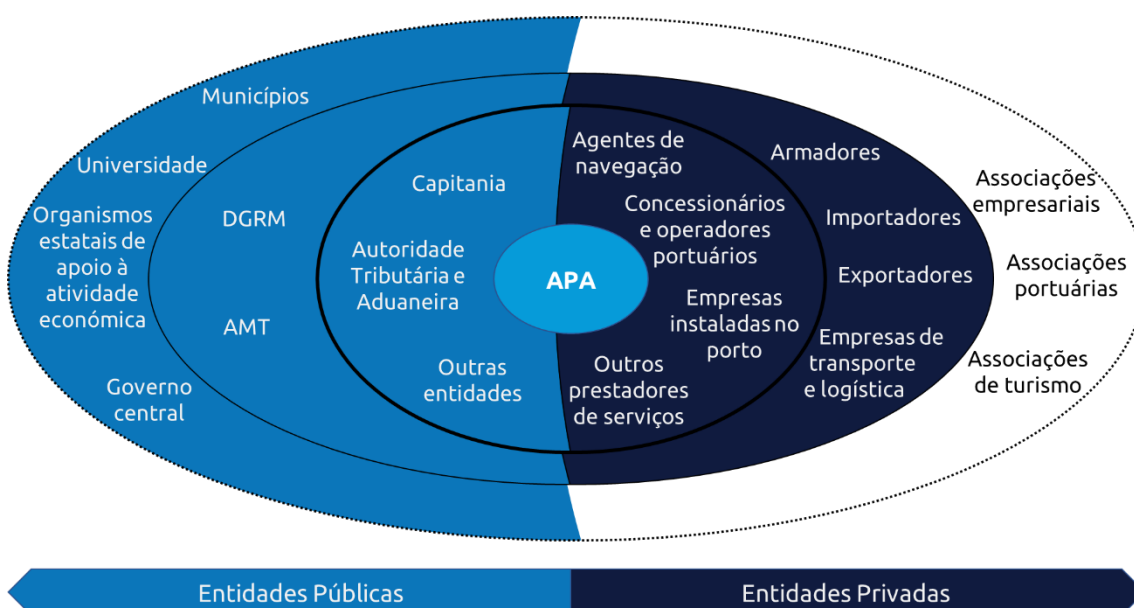 Municípios
Universidade
Organismos
estatais de
apoio à
atividade
económica
Governo
central
DGRM
AMT
Capitania
Autoridade
Tributária e
Aduaneira
Outras
entidades
APA
Agentes de
navegação
Concessionários
e operadores
portuários
Empresas
instaladas no
porto
Outros
prestadores
de serviços
Armadores
Importadores
Exportadores
Empresas de
transporte
e logística
Associações
empresariais
Associações
portuárias
Associações
de turismo
Entidades Públicas
Entidades Privadas